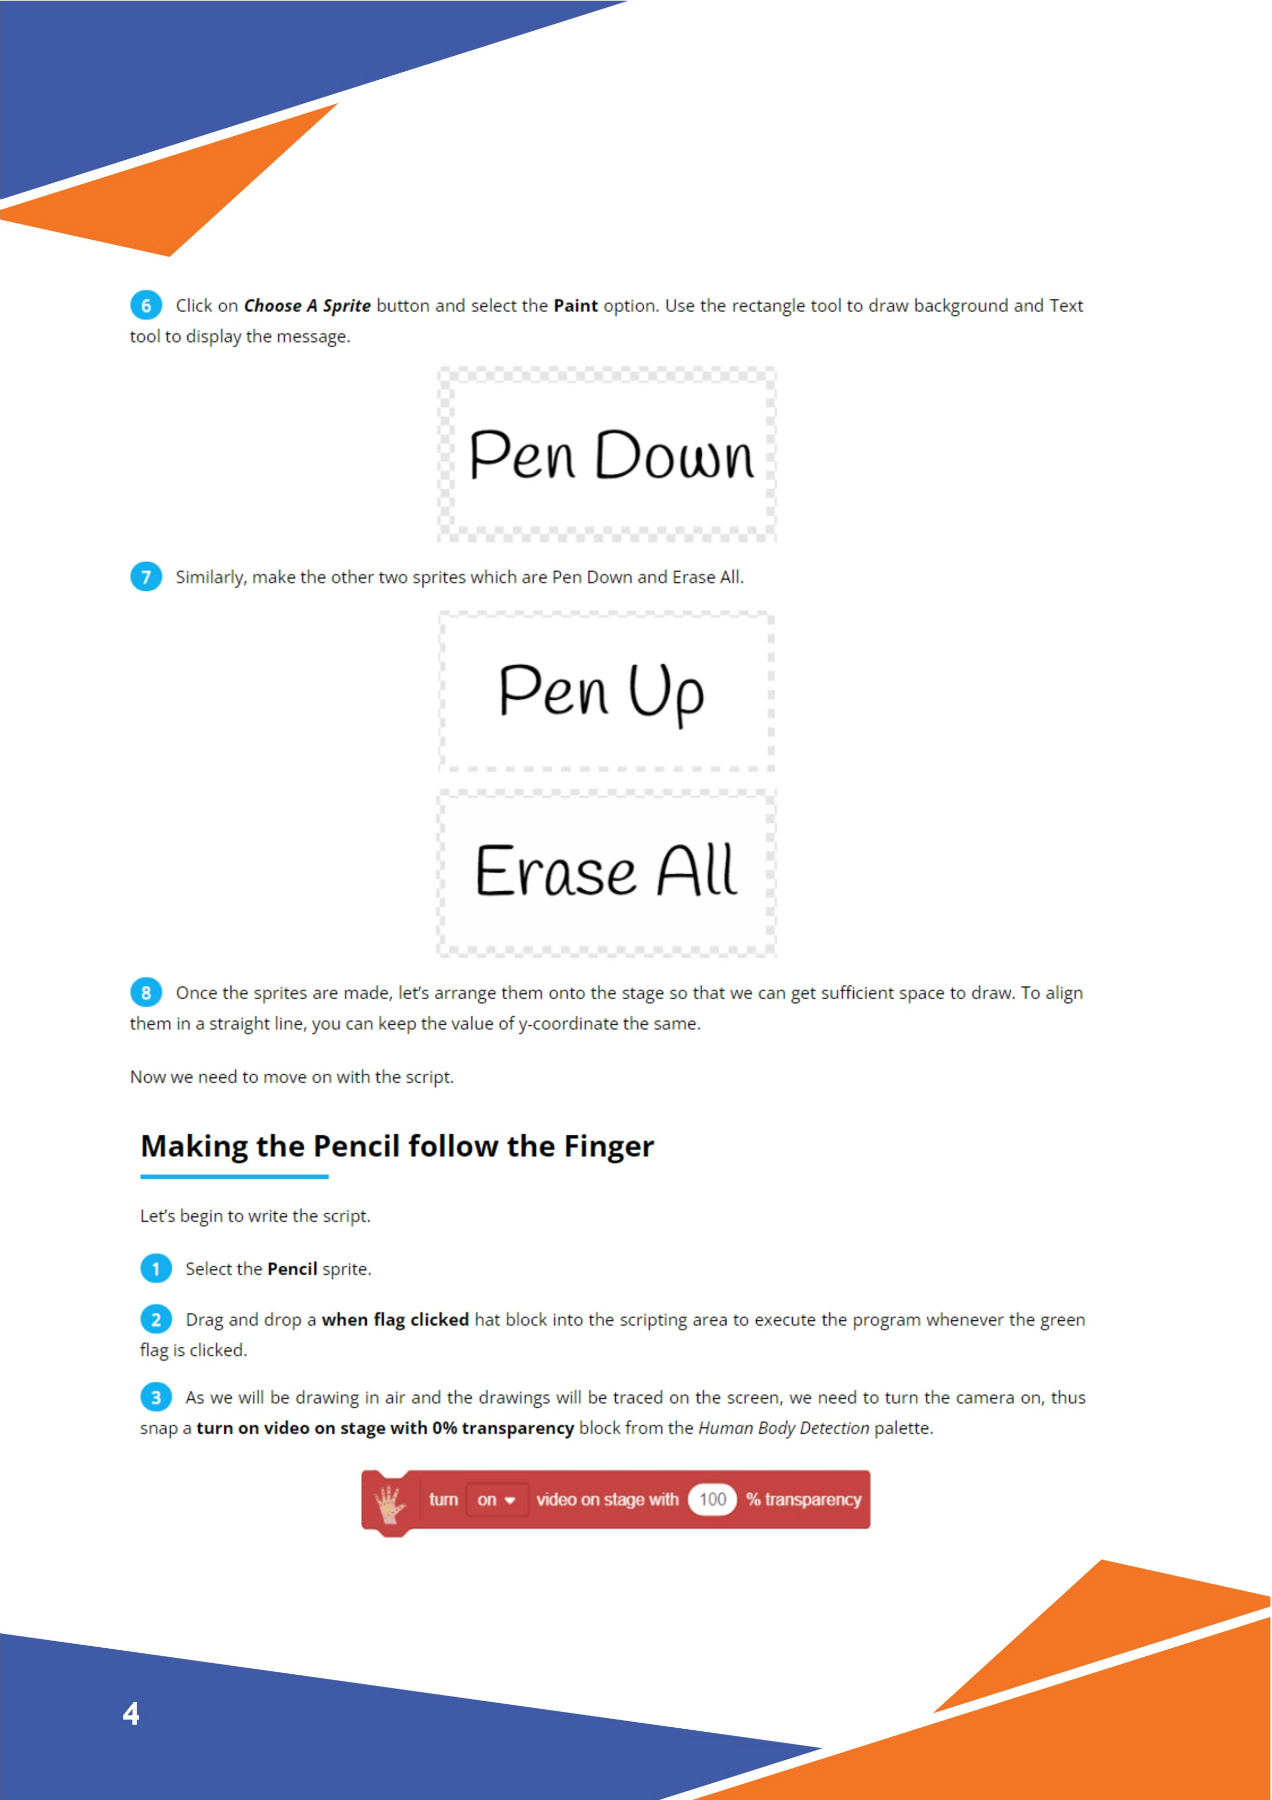 6 Click on Choose A Sprite button and select the Paint option. Use the rectangle tool to draw background and Text
tool to display the message.
Pen Down
7 Similarly, make the other two sprites which are Pen Down and Erase All.
Pen Up
Erase All
8 Once the sprites are made, let's arrange them onto the stage so that we can get sufficient space to draw. To align
them in a straight line, you can keep the value of y-coordinate the same.
Now we need to move on with the script.
Making the Pencil follow the Finger
Let's begin to write the script.
1 Select the Pencil sprite.
2 Drag and drop a when flag clicked hat block into the scripting area to execute the program whenever the green
flag is clicked.
3 As we will be drawing in air and the drawings will be traced on the screen, we need to turn the camera on, thus
snap a turn on video on stage with 0% transparency block from the Human Body Detection palette.
turn on video on stage with 100 % transparency
4